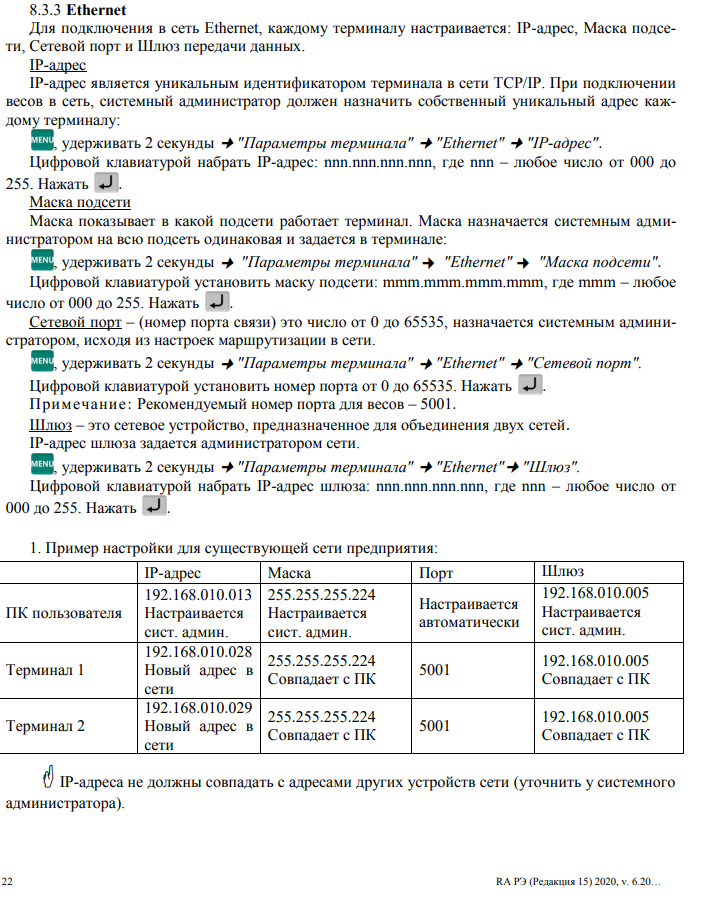 8.3.3 Ethernet
Для подключения в сеть Ethernet, каждому терминалу настраивается: IP-адрес, Маска подсе-
ти, Сетевой порт и Шлюз передачи данных.
IP-адрес
IP-адрес является уникальным идентификатором терминала в сети TCP/IP. При подключении
весов в сеть, системный администратор должен назначить собственный уникальный адрес каж-
дому терминалу:
MENU, удерживать 2 секунды → "Параметры терминала" → "Ethernet" → "IP-адрес".
Цифровой клавиатурой набрать IP-адрес: nnn.nnn.nnn.nnn, где nnn – любое число от 000 до
255. Нажать ↵.
Маска подсети
Маска показывает в какой подсети работает терминал. Маска назначается системным адми-
нистратором на всю подсеть одинаковая и задается в терминале:
MENU, удерживать 2 секунды → "Параметры терминала" → "Ethernet" → "Маска подсети".
Цифровой клавиатурой установить маску подсети: mmm.mmm.mmm.mmm, где mmm – любое
число от 000 до 255. Нажать ↵.
Сетевой порт – (номер порта связи) это число от 0 до 65535, назначается системным админи-
стратором, исходя из настроек маршрутизации в сети.
MENU, удерживать 2 секунды → "Параметры терминала" → "Ethernet" → "Сетевой порт".
Цифровой клавиатурой установить номер порта от 0 до 65535. Нажать ↵.
Примечание: Рекомендуемый номер порта для весов – 5001.
Шлюз – это сетевое устройство, предназначенное для объединения двух сетей.
IP-адрес шлюза задается администратором сети.
MENU, удерживать 2 секунды → "Параметры терминала" → "Ethernet" → "Шлюз".
Цифровой клавиатурой набрать IP-адрес шлюза: nnn.nnn.nnn.nnn, где nnn – любое число от
000 до 255. Нажать ↵.
1. Пример настройки для существующей сети предприятия:
IP-адрес Маска Порт Шлюз
ПК пользователя
192.168.010.013
Настраивается
сист. админ.
255.255.255.224
Настраивается
сист. админ.
Настраивается
автоматически
192.168.010.005
Настраивается
сист. админ.
Терминал 1
192.168.010.028
Новый адрес в
сети
255.255.255.224
Совпадает с ПК
5001
192.168.010.005
Совпадает с ПК
Терминал 2
192.168.010.029
Новый адрес в
сети
255.255.255.224
Совпадает с ПК
5001
192.168.010.005
Совпадает с ПК
IP-адреса не должны совпадать с адресами других устройств сети (уточнить у системного
администратора).
22 RA РЭ (Редакция 15) 2020, v. 6.20…